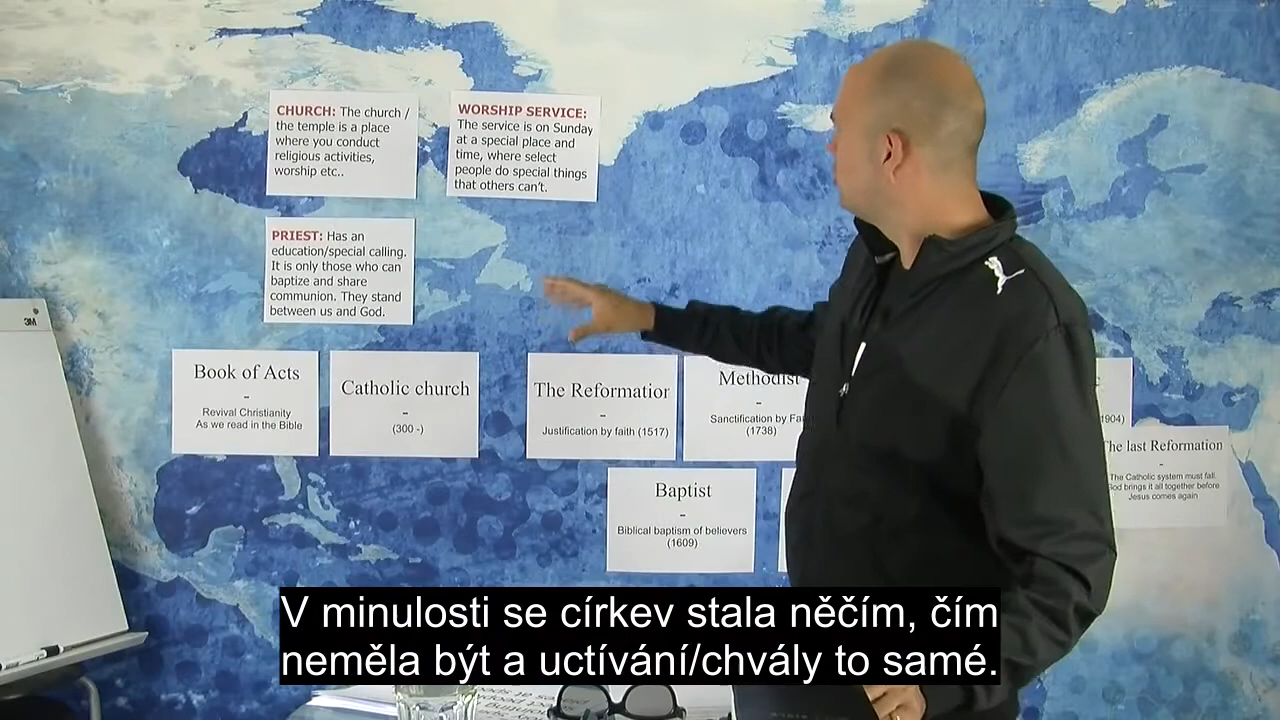 CHURCH: The church /
the temple is a place
where you conduct
religious activities,
worship etc..
WORSHIP SERVICE:
The service is on Sunday
at a special place and
time, where select
people do special things
that others can't.
PRIEST: Has an
education/special calling.
It is only those who can
baptize and share
communion. They stand
between us and God.
3M
Book of Acts
-
Revival Christianity
As we read in the Bible
Catholic church
-
(300 -)
The Reformation
-
Justification by faith (1517)
Methodist
-
Sanctification by
(1738)
1904)
The last Reformation
-
The Catholic system must fall.
God brings it all together before
Jesus comes again
Baptist
-
Biblical baptism of believers
(1609)
V minulosti se církev stala něčím, čím
neměla být a uctívání/chvály to samé.